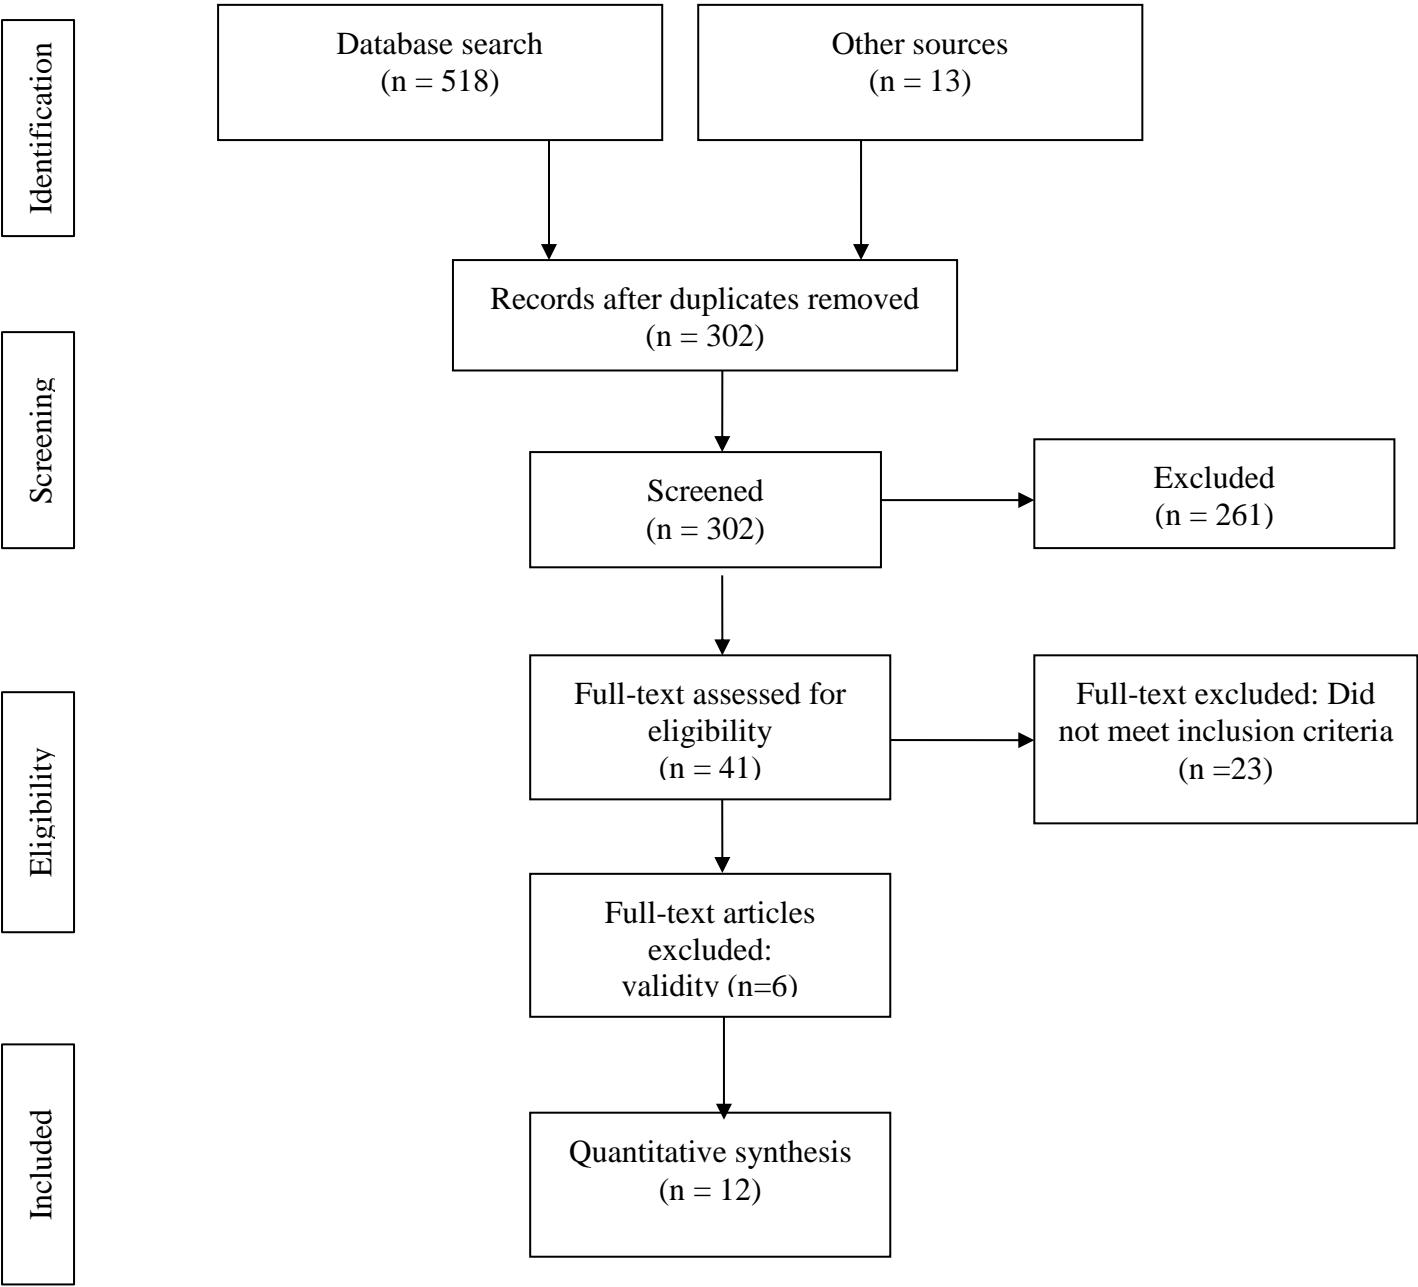 Identification
Database search
(n = 518)
Other sources
(n = 13)
Records after duplicates removed
(n = 302)
Screening
Screened
(n = 302)
Excluded
(n = 261)
Eligibility
Full-text assessed for
eligibility
(n = 41)
Full-text excluded: Did
not meet inclusion criteria
(n =23)
Full-text articles
excluded:
validity (n=6)
Included
Quantitative synthesis
(n = 12)